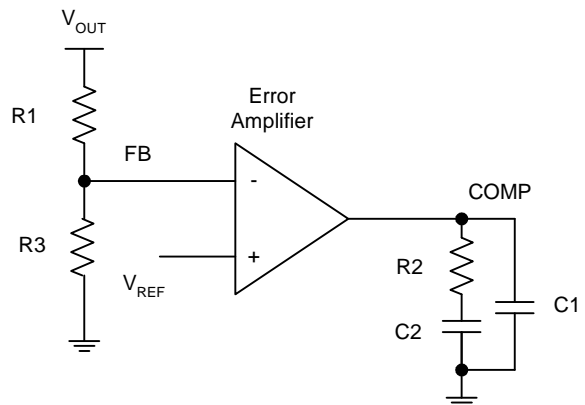 VOUT
R1
Error
Amplifier
FB
-
COMP
R3
+
R2
VREF
C1
C2